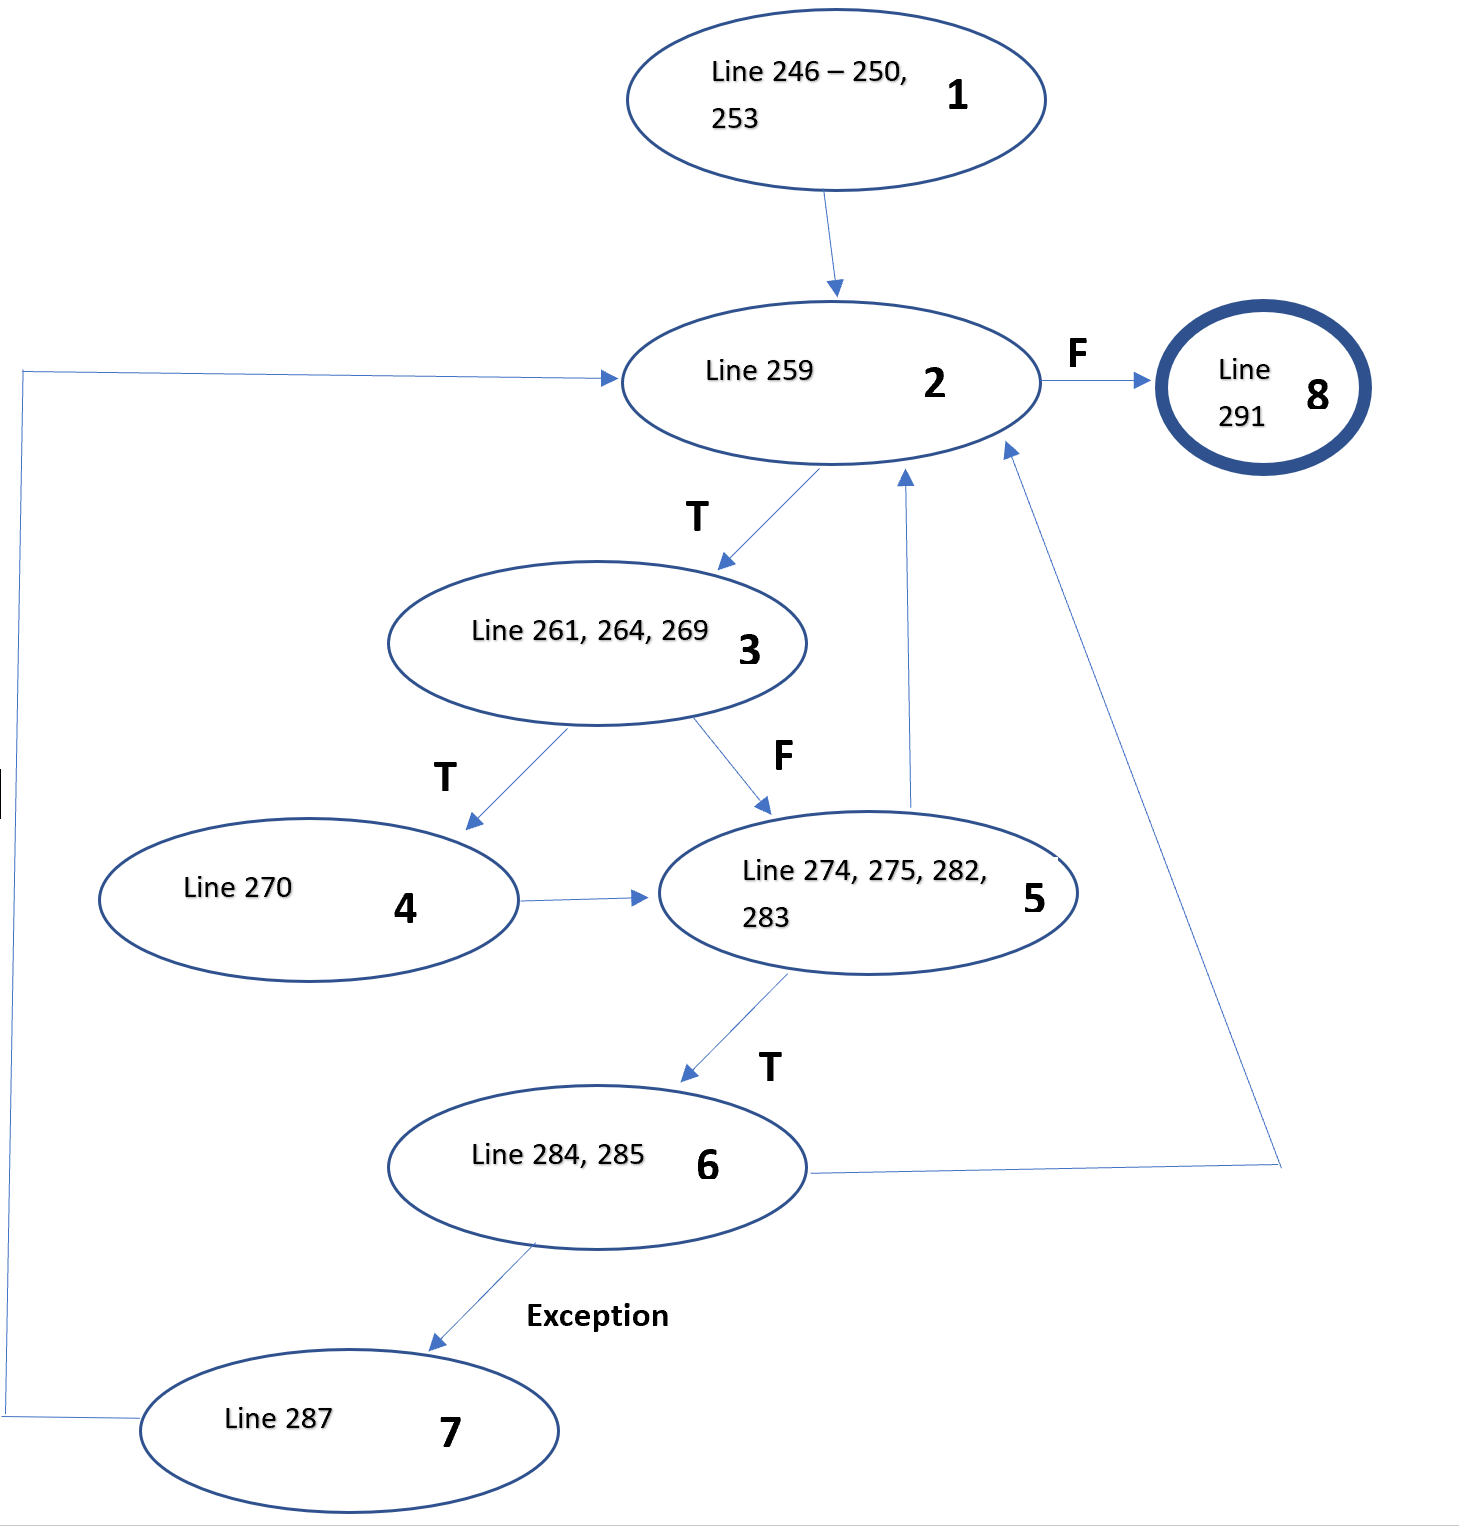 Line 246 – 250, 1
253
Line 259 2
F
Line
291 8
T
Line 261, 264, 269 3
T
F
Line 270 4
Line 274, 275, 282, 5
283
T
Line 284, 285 6
Exception
Line 287 7